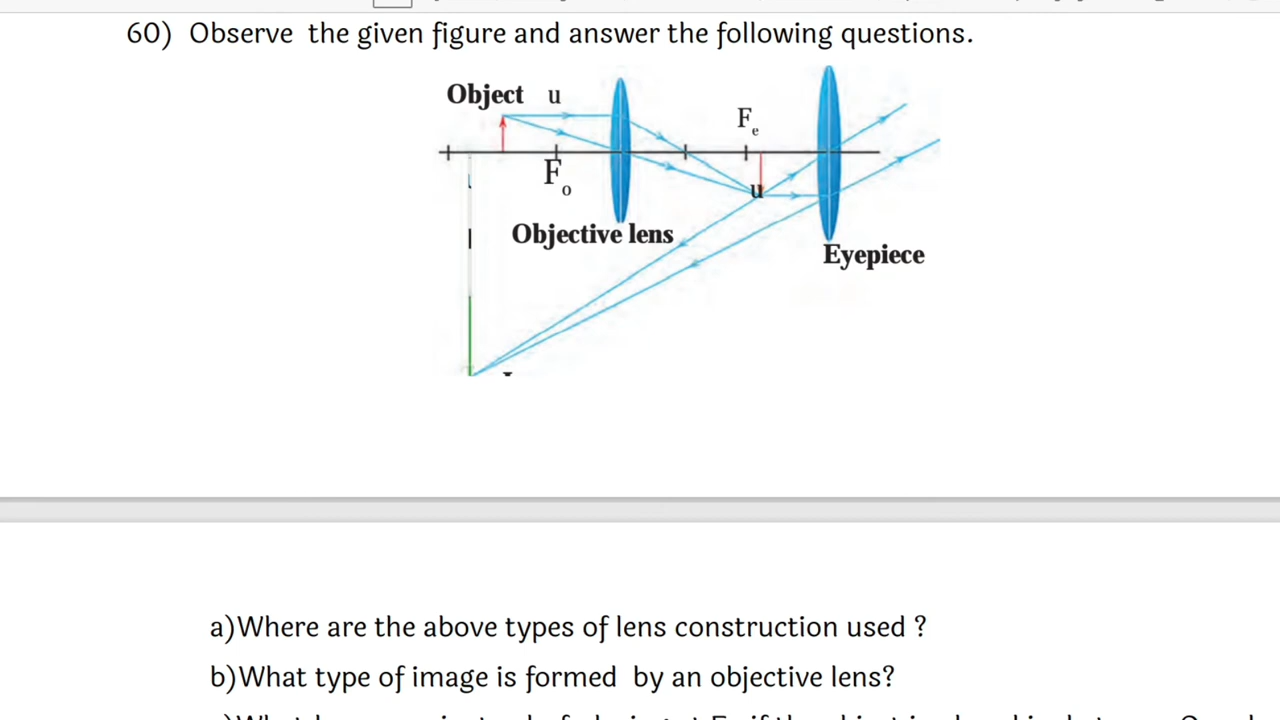 60) Observe the given figure and answer the following questions.
Object u
F
e
F
o
u
Objective lens
Eyepiece
a)Where are the above types of lens construction used ?
b)What type of image is formed by an objective lens?